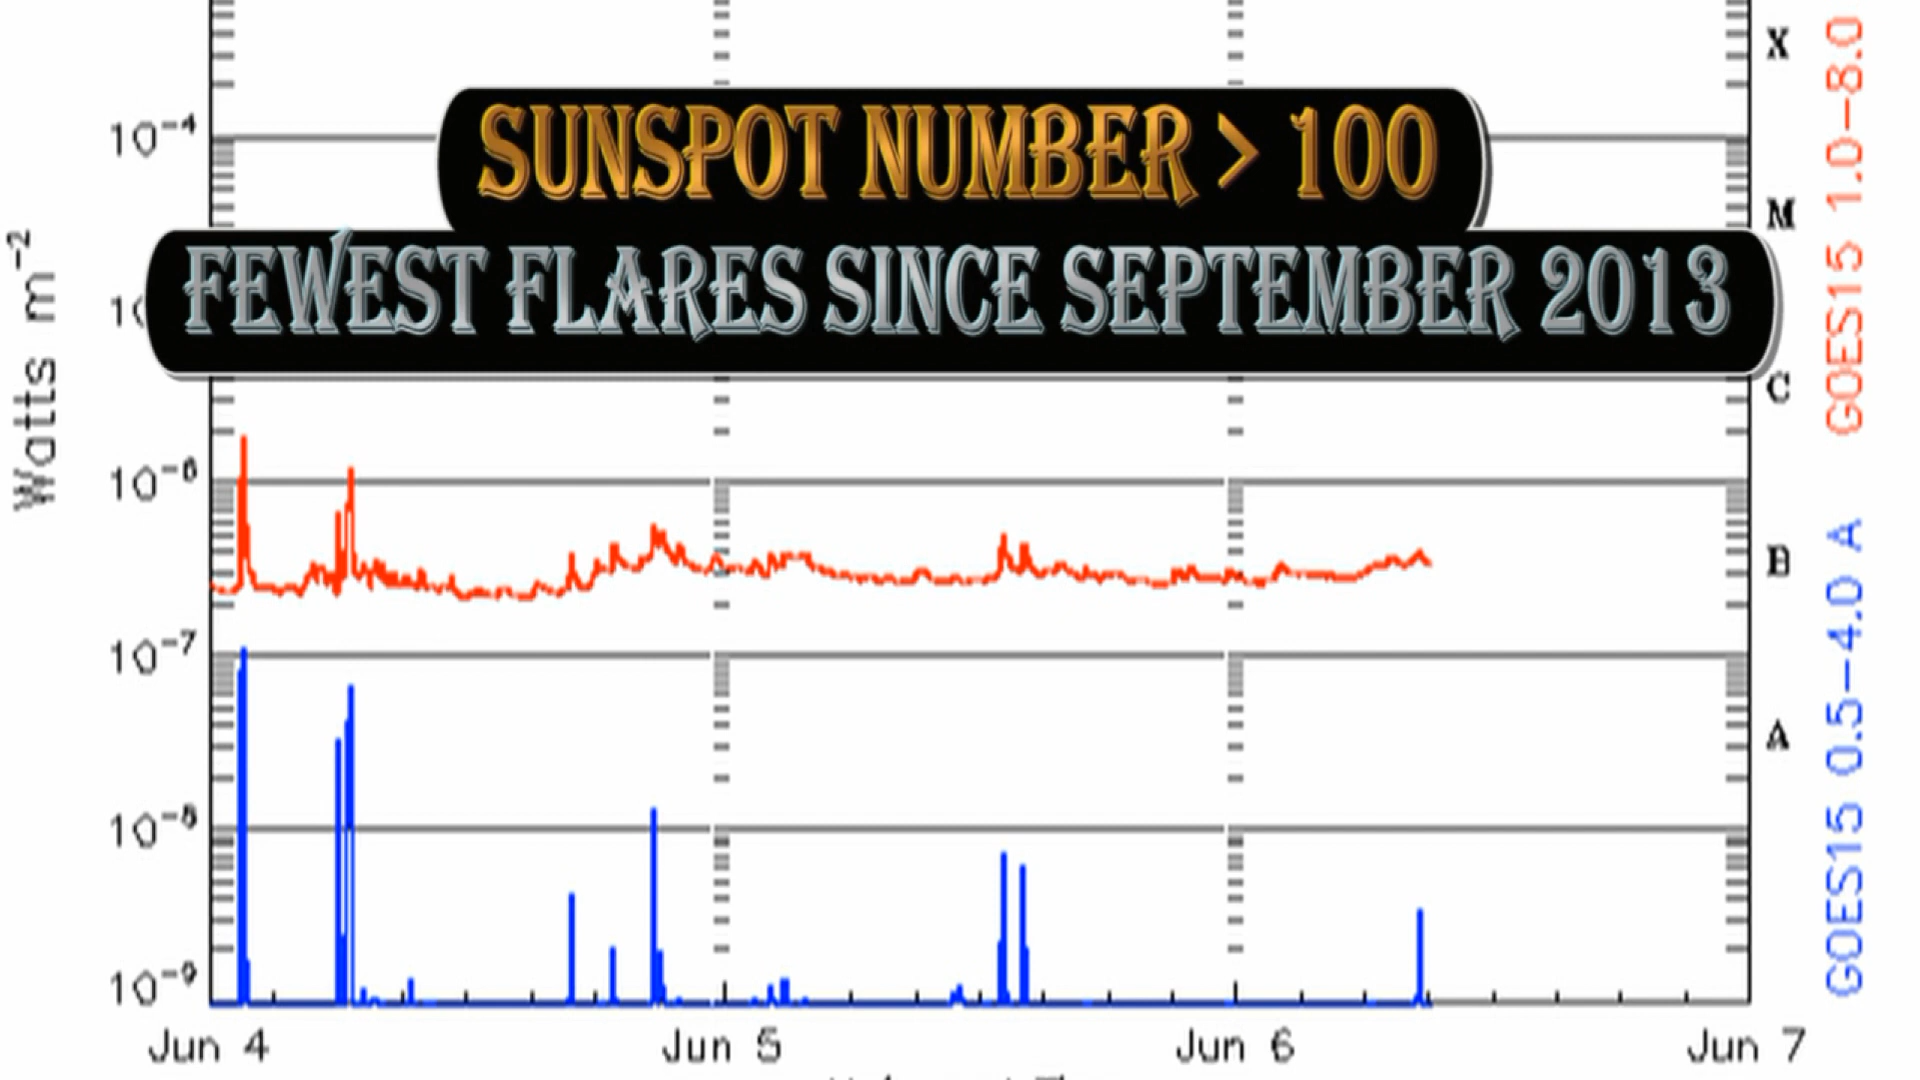 SUNSPOT NUMBER > 100
FEWEST FLARES SINCE SEPTEMBER 2013
Watts m⁻²
10⁻⁴
10⁻⁶
10⁻⁷
10⁻⁸
10⁻⁹
X
M
C
B
A
GOES15 1.0-8.0
GOES15 0.5-4.0 A
Jun 4
Jun 5
Jun 6
Jun 7